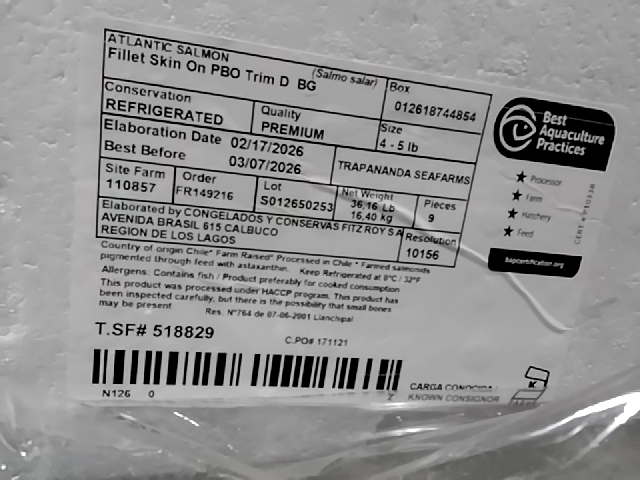 ATLANTIC SALMON
Fillet Skin On PBO Trim D BG
(Salmo salar)
Box
012618744854
Conservation
REFRIGERATED
Quality
PREMIUM
Size
4 - 5 lb
Elaboration Date 02/17/2026
Best Before 03/07/2026
TRAPANANDA SEAFARMS
Site Farm
110857
Order
FR149216
Lot
S012650253
Net Weight
36,16 Lb
16,40 kg
Pieces
9
Elaborated by CONGELADOS Y CONSERVAS FITZ ROY SA
AVENIDA BRASIL 615 CALBUCO
REGION DE LOS LAGOS
Resolution
10156
Country of origin Chile* Farm Raised* Processed in Chile * Farmed salmonids
pigmented through feed with astaxanthin. Keep Refrigerated at 0°C / 32°F
Allergens: Contains fish / Product preferably for cooked consumption
This product was processed under HACCP program. This product has
been inspected carefully, but there is the possibility that small bones
may be present
Res. N°764 de 07-06-2001 Llanchipal
T.SF# 518829
C.PO# 171121
N126 0
Z
CARGA CONOCIDA /
KNOWN CONSIGNOR
Best
Aquaculture
Practices
Processor
Farm
Hatchery
Feed
bapcertification.org